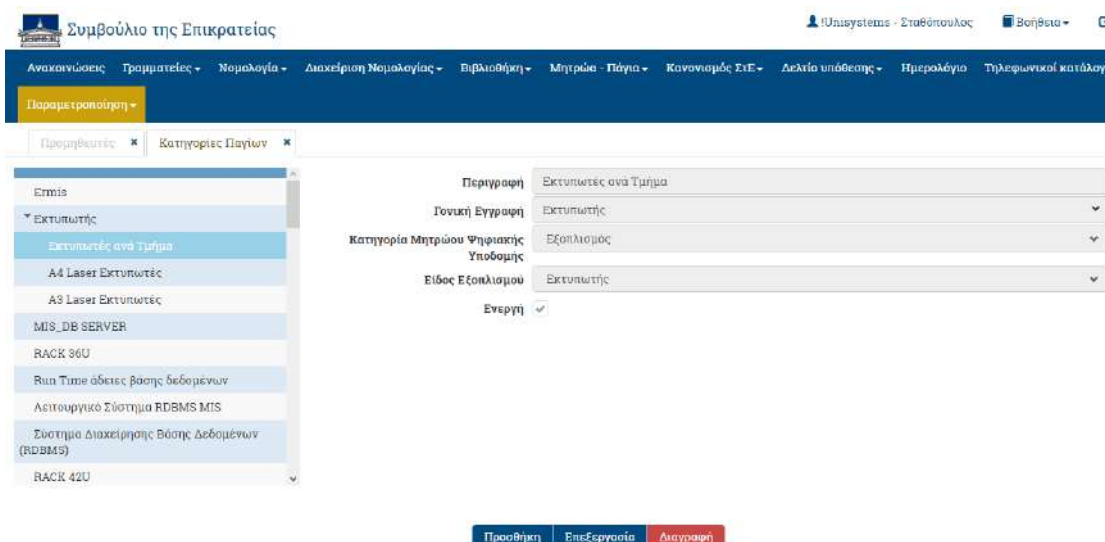 Συμβούλιο της Επικρατείας
!Unisystems - Σταθόπουλος Βοήθεια
Ανακοινώσεις Γραμματείες Νομολογία Διαχείριση Νομολογίας Βιβλιοθήκη Μητρώα - Πάγια Κανονισμός ΣτΕ Δελτίο υπόθεσης Ημερολόγιο Τηλεφωνικοί κατάλογ
Παραμετροποίηση
Προμηθευτές × Κατηγορίες Παγίων ×
Ermis
Εκτυπωτής
Εκτυπωτές ανά Τμήμα
A4 Laser Εκτυπωτές
A3 Laser Εκτυπωτές
MIS_DB SERVER
RACK 36U
Run Time άδειες βάσης δεδομένων
Λειτουργικό Σύστημα RDBMS MIS
Σύστημα Διαχείρησης Βάσης Δεδομένων
(RDBMS)
RACK 42U
Περιγραφή Εκτυπωτές ανά Τμήμα
Γονική Εγγραφή Εκτυπωτής
Κατηγορία Μητρώου Ψηφιακής Εξοπλισμός
Υποδομής
Είδος Εξοπλισμού Εκτυπωτής
Ενεργή
Προσθήκη Επεξεργασία Διαγραφή